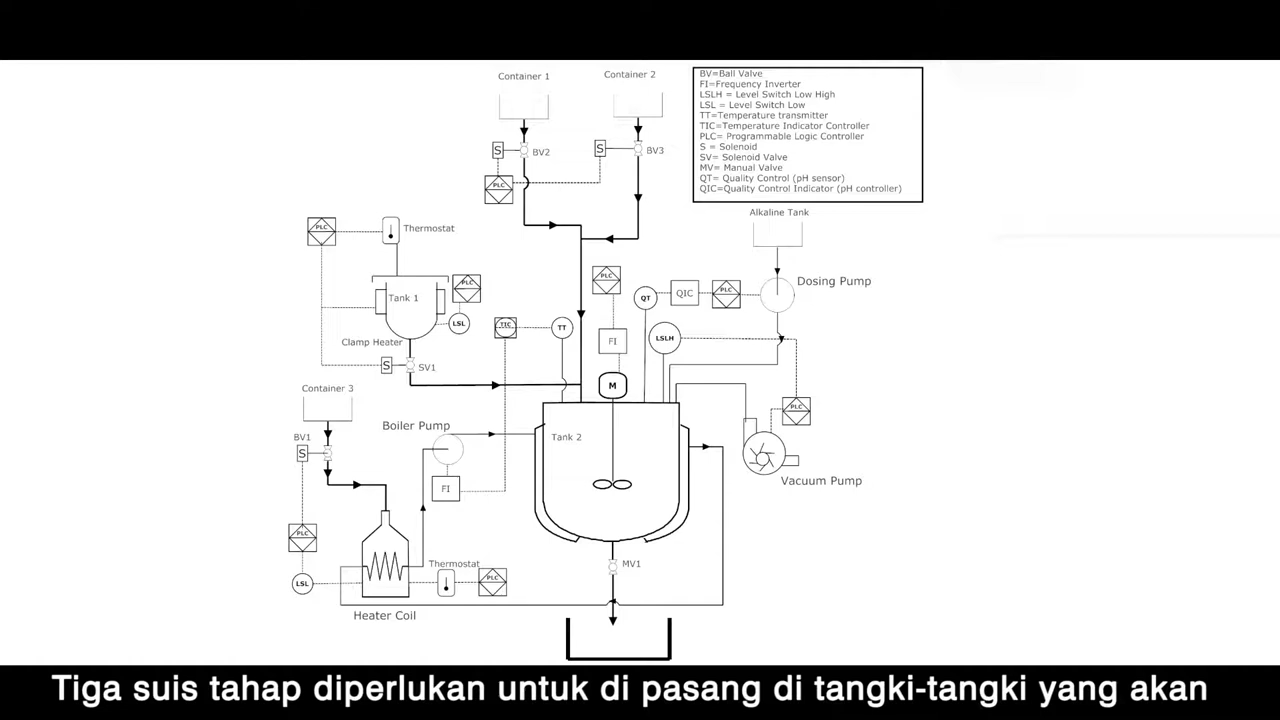 Container 1
Container 2
BV=Ball Valve
FI=Frequency Inverter
LSLH = Level Switch Low High
LSL = Level Switch Low
TT=Temperature transmitter
TIC=Temperature Indicator Controller
PLC= Programmable Logic Controller
S = Solenoid
SV= Solenoid Valve
MV= Manual Valve
QT= Quality Control (pH sensor)
QIC=Quality Control Indicator (pH controller)
S
BV2
S
BV3
PLC
Alkaline Tank
PLC
Thermostat
PLC
PLC
Tank 1
QT
QIC
PLC
Dosing Pump
LSL
TIC
TT
FI
LSLH
Clamp Heater
S
SV1
M
Container 3
PLC
Boiler Pump
BV1
S
Tank 2
Vacuum Pump
FI
PLC
Thermostat
MV1
LSL
PLC
Heater Coil
Tiga suis tahap diperlukan untuk di pasang di tangki-tangki yang akan